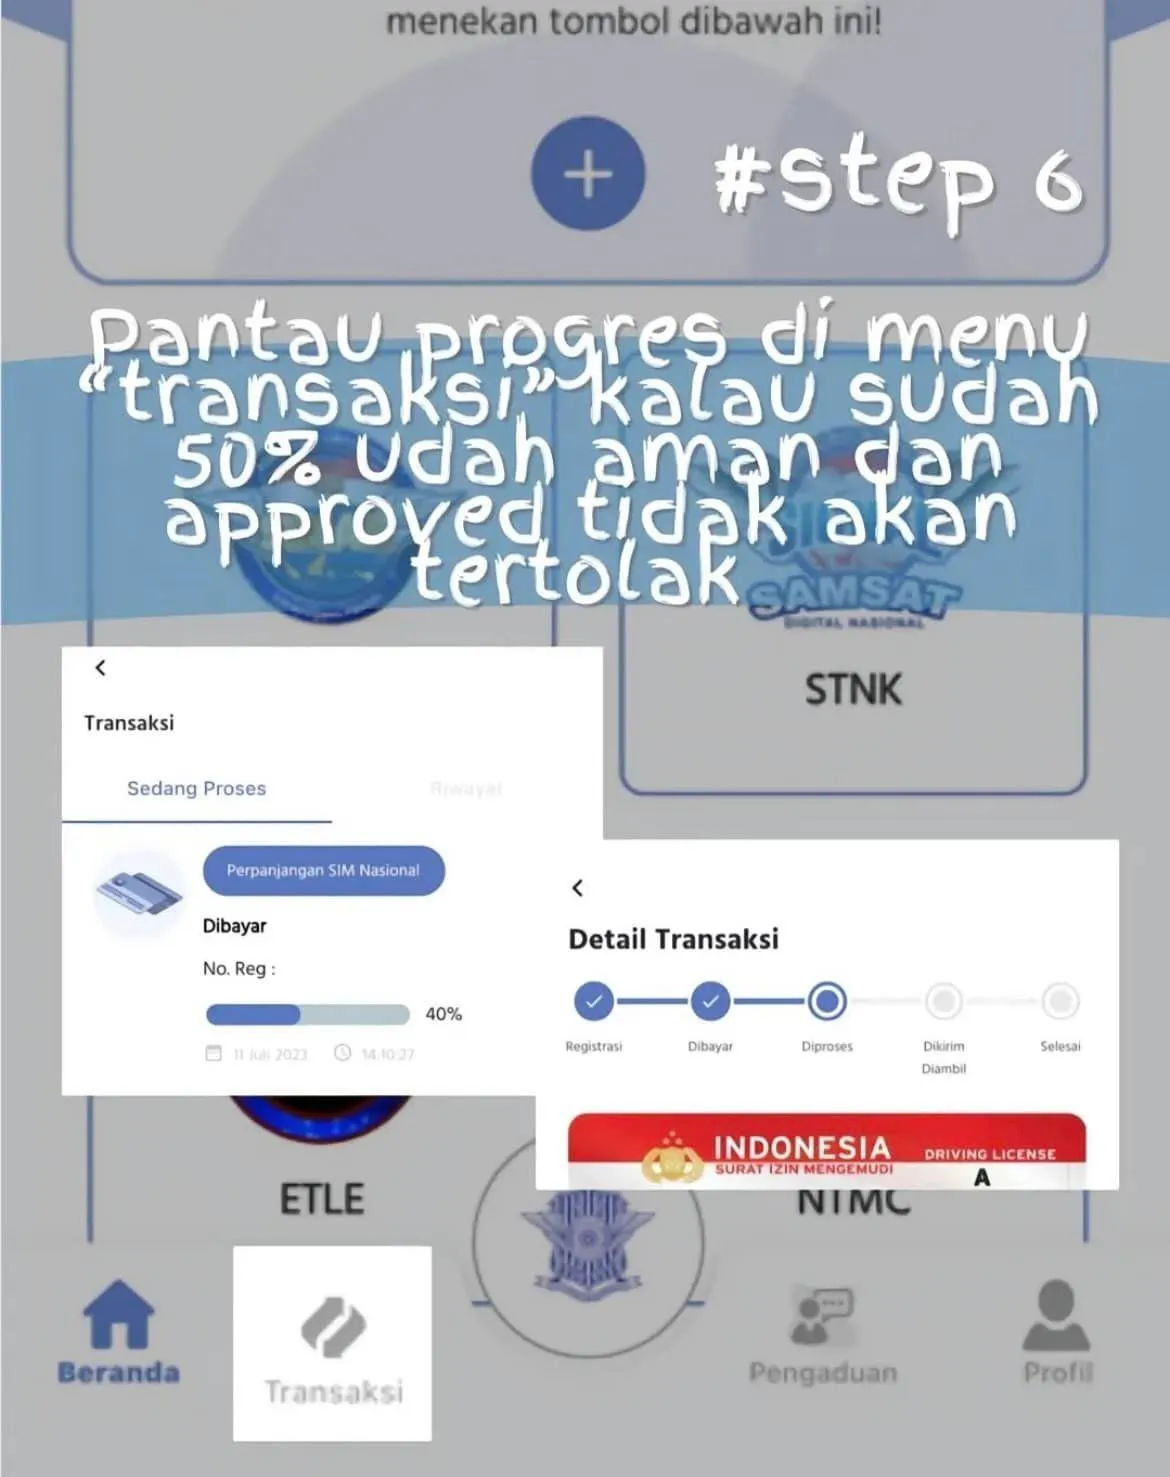 menekan tombol dibawah ini!
#step 6
Pantau progres di menu
“transaksi” kalau sudah
50% udah aman dan
approved tidak akan
tertolak
SAMSAT
DIGITAL NASIONAL
STNK
Transaksi
Sedang Proses
Riwayat
Perpanjangan SIM Nasional
Dibayar
No. Reg :
40%
11 Juli 2023
14:10:27
Detail Transaksi
Registrasi
Dibayar
Diproses
Dikirim
Diambil
Selesai
INDONESIA
SURAT IZIN MENGEMUDI
DRIVING LICENSE
A
ETLE
NTMC
Beranda
Transaksi
Pengaduan
Profil